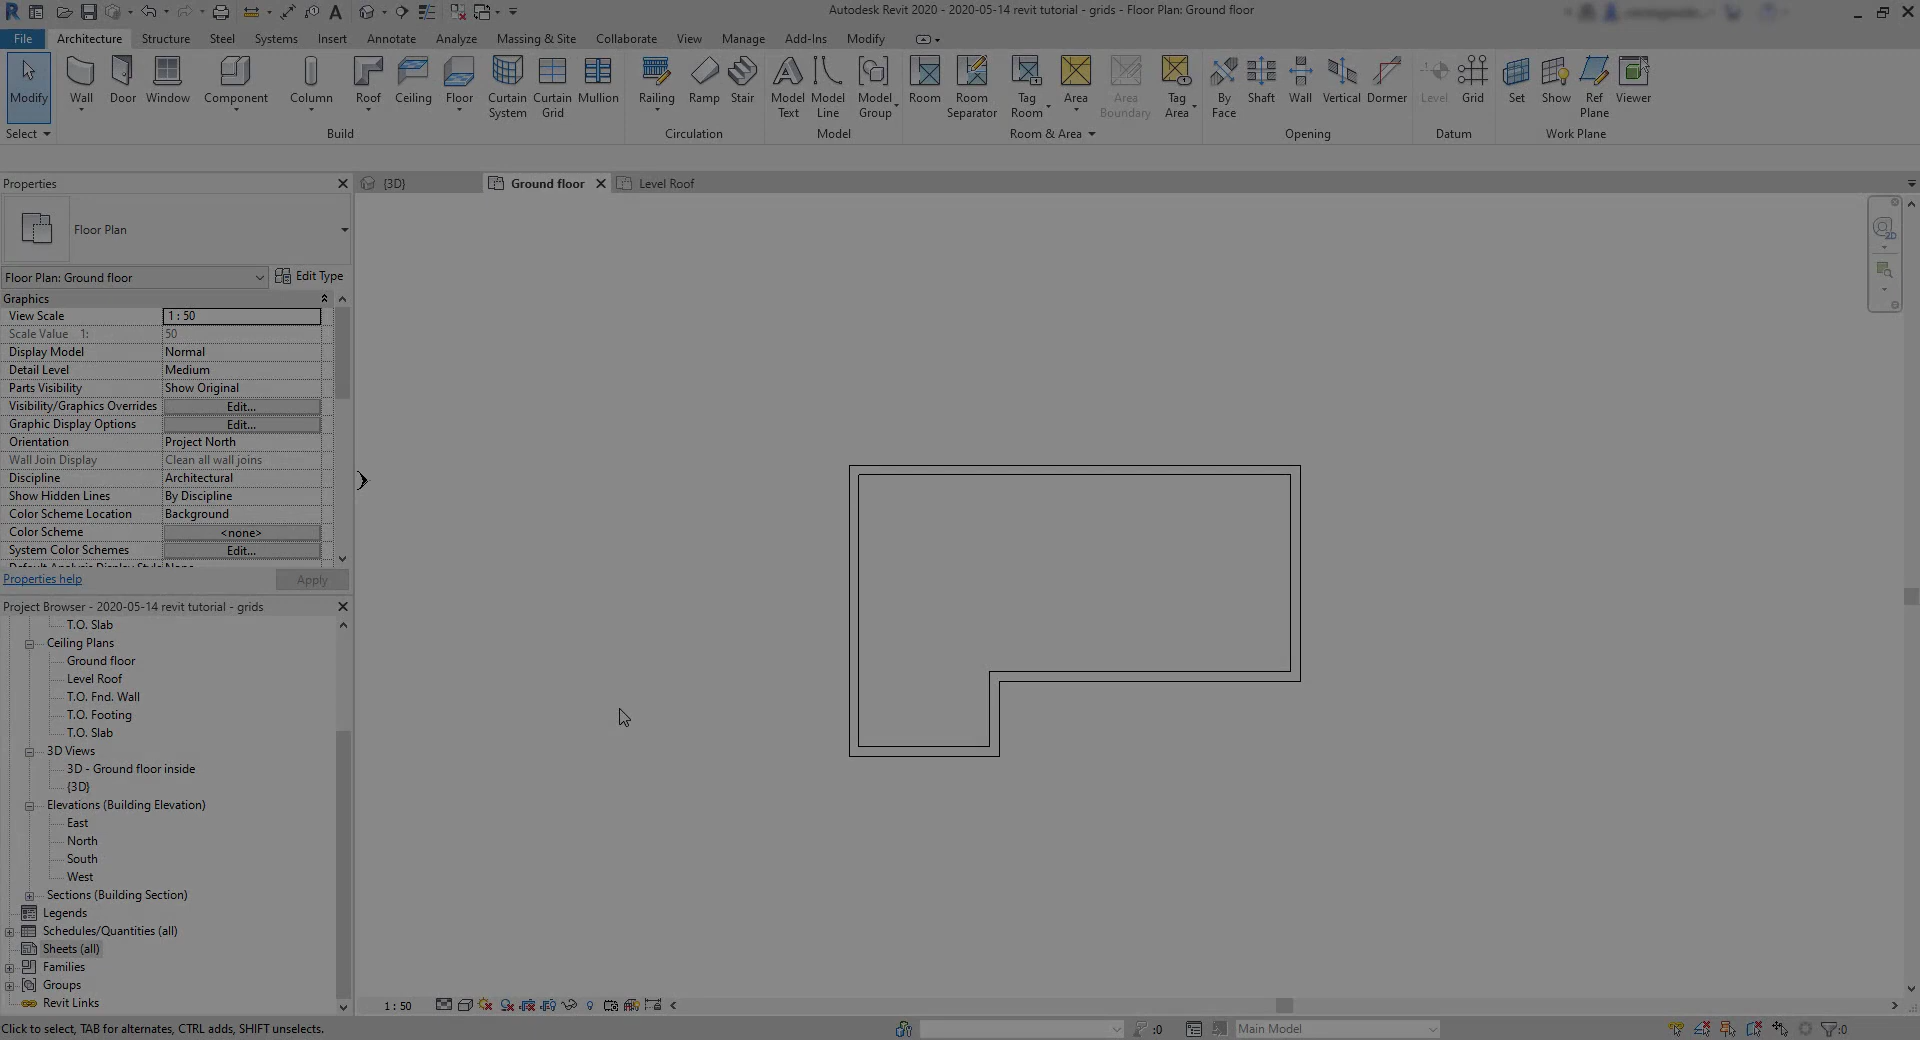 Autodesk Revit 2020 - 2020-05-14 revit tutorial - grids - Floor Plan: Ground floor
File Architecture Structure Steel Systems Insert Annotate Analyze Massing & Site Collaborate View Manage Add-Ins Modify
Modify Wall Door Window Component Column Roof Ceiling Floor Curtain System Curtain Grid Mullion Railing Ramp Stair Model Text Model Line Model Group Room Room Separator Tag Room Area Area Boundary Tag Area By Face Shaft Wall Vertical Dormer Level Grid Set Show Ref Plane Viewer
Select Build Circulation Model Room & Area Opening Datum Work Plane
Properties
{3D} Ground floor Level Roof
Floor Plan
Floor Plan: Ground floor Edit Type
Graphics
View Scale 1 : 50
Scale Value 1: 50
Display Model Normal
Detail Level Medium
Parts Visibility Show Original
Visibility/Graphics Overrides Edit...
Graphic Display Options Edit...
Orientation Project North
Wall Join Display Clean all wall joins
Discipline Architectural
Show Hidden Lines By Discipline
Color Scheme Location Background
Color Scheme <none>
System Color Schemes Edit...
Default Analysis Display Style None
Properties help Apply
Project Browser - 2020-05-14 revit tutorial - grids
T.O. Slab
Ceiling Plans
Ground floor
Level Roof
T.O. Fnd. Wall
T.O. Footing
T.O. Slab
3D Views
3D - Ground floor inside
{3D}
Elevations (Building Elevation)
East
North
South
West
Sections (Building Section)
Legends
Schedules/Quantities (all)
Sheets (all)
Families
Groups
Revit Links
1 : 50
Click to select, TAB for alternates, CTRL adds, SHIFT unselects.
:0 Main Model :0